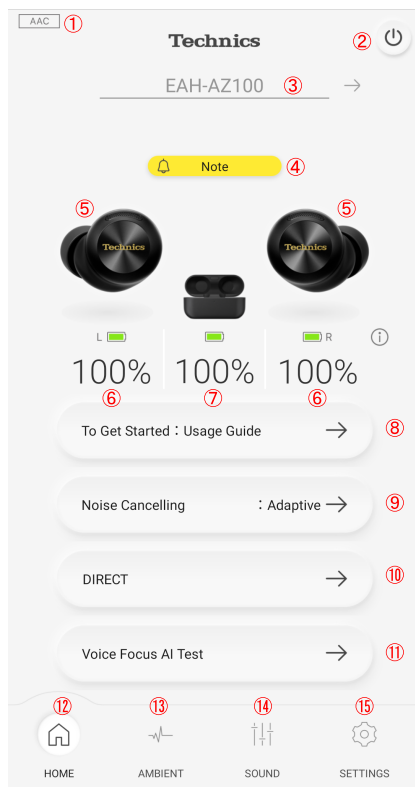 AAC ①
Technics ②
EAH-AZ100 ③
Note ④
⑤ ⑤
Technics Technics
L R
100% 100% 100%
⑥ ⑦ ⑥
To Get Started : Usage Guide ⑧
Noise Cancelling : Adaptive ⑨
DIRECT ⑩
Voice Focus AI Test ⑪
⑫ ⑬ ⑭ ⑮
HOME AMBIENT SOUND SETTINGS